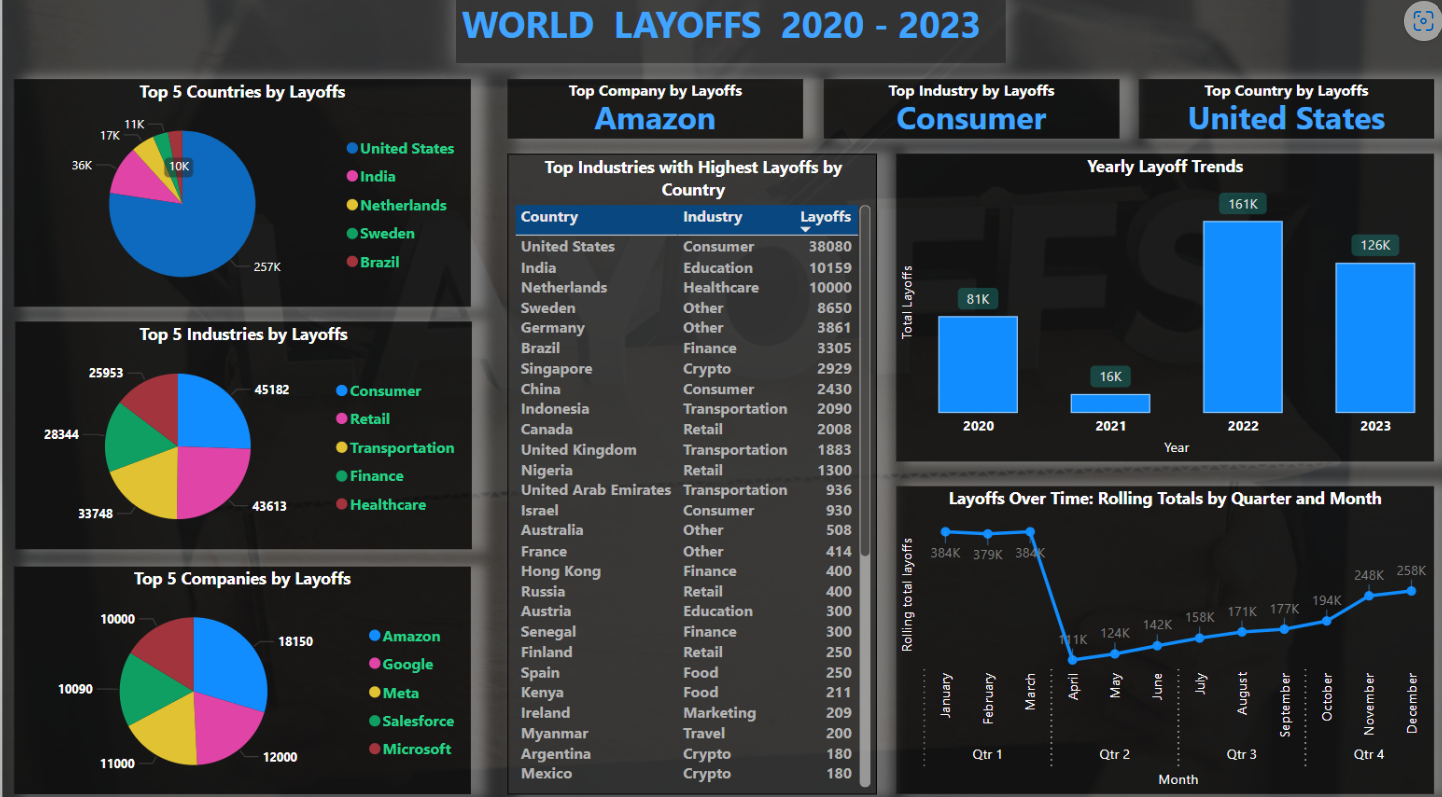 WORLD LAYOFFS 2020 - 2023
Top 5 Countries by Layoffs
11K
17K
36K
10K
257K
United States
India
Netherlands
Sweden
Brazil
Top 5 Industries by Layoffs
25953
45182
28344
33748
43613
Consumer
Retail
Transportation
Finance
Healthcare
Top 5 Companies by Layoffs
10000
18150
10090
11000
12000
Amazon
Google
Meta
Salesforce
Microsoft
Top Company by Layoffs
Amazon
Top Industry by Layoffs
Consumer
Top Country by Layoffs
United States
Top Industries with Highest Layoffs by
Country
Country Industry Layoffs
United States Consumer 38080
India Education 10159
Netherlands Healthcare 10000
Sweden Other 8650
Germany Other 3861
Brazil Finance 3305
Singapore Crypto 2929
China Consumer 2430
Indonesia Transportation 2090
Canada Retail 2008
United Kingdom Transportation 1883
Nigeria Retail 1300
United Arab Emirates Transportation 936
Israel Consumer 930
Australia Other 508
France Other 414
Hong Kong Finance 400
Russia Retail 400
Austria Education 300
Senegal Finance 300
Finland Retail 250
Spain Food 250
Kenya Food 211
Ireland Marketing 209
Myanmar Travel 200
Argentina Crypto 180
Mexico Crypto 180
Yearly Layoff Trends
Total Layoffs
81K
16K
161K
126K
2020 2021 2022 2023
Year
Layoffs Over Time: Rolling Totals by Quarter and Month
Rolling total layoffs
384K 379K 384K 111K 124K 142K 158K 171K 177K 194K 248K 258K
January February March April May June July August September October November December
Qtr 1 Qtr 2 Qtr 3 Qtr 4
Month
LAYOFFS